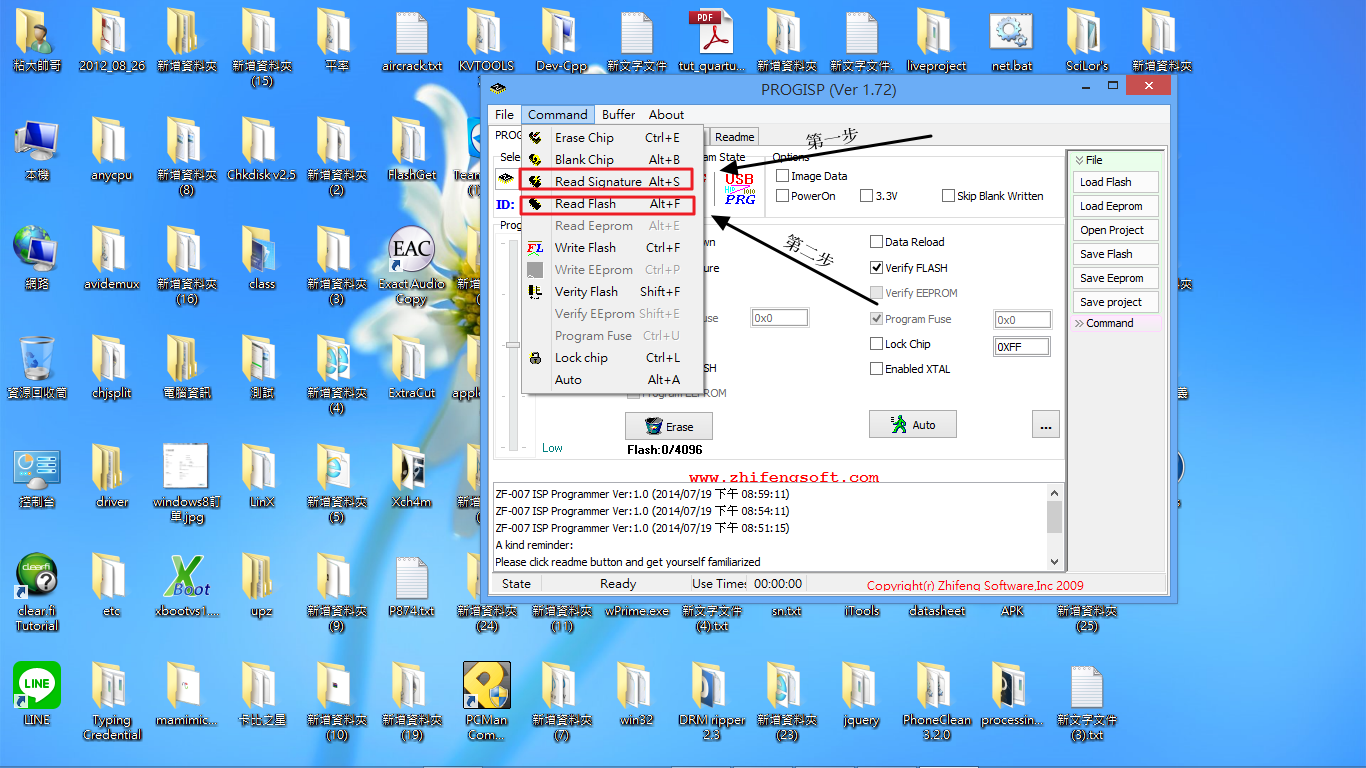 粘大帥哥
2012_08_26
新增資料夾
新增資料夾
(15)
平率
aircrack.txt
KVTOOLS
Dev-Cpp
新文字文件
tut_quartu...
新增資料夾
新文字文件.
liveproject
net.bat
SciLor's
新增資料夾
PDF
本機
anycpu
新增資料夾
(8)
Chkdisk v2.5
新增資料夾
(2)
FlashGet
網路
avidemux
新增資料夾
(16)
class
新增資料夾
(3)
EAC
Exact Audio
Copy
資源回收筒
chjsplit
電腦資訊
測試
新增資料夾
(4)
ExtraCut
控制台
driver
windows8訂
單.jpg
LinX
新增資料夾
(5)
Xch4m
clear.fi
clear.fi
Tutorial
etc
XBoot
xbootvs1....
upz
新增資料夾
(9)
P874.txt
新增資料夾
(24)
新增資料夾
(11)
wPrime.exe
新文字文件
(4).txt
sn.txt
iTools
datasheet
APK
新增資料夾
(25)
LINE
LINE
Typing
Credential
mamimic...
卡比之星
新增資料夾
(10)
新增資料夾
(19)
PCMan
Com...
新增資料夾
(7)
win32
DRM ripper
2.3
新增資料夾
(23)
jquery
PhoneClean
3.2.0
processin...
新文字文件
(3).txt
PROGISP (Ver 1.72)
File Command Buffer About
Erase Chip Ctrl+E
Blank Chip Alt+B
Read Signature Alt+S
Read Flash Alt+F
Read Eeprom Alt+E
Write Flash Ctrl+F
Write EEprom Ctrl+P
Verity Flash Shift+F
Verify EEprom Shift+E
Program Fuse Ctrl+U
Lock chip Ctrl+L
Auto Alt+A
Readme
第一步
第二步
State
Options
Image Data
PowerOn 3.3V Skip Blank Written
USB
PRG
ID:
Data Reload
Verify FLASH
Verify EEPROM
0x0
Program Fuse 0x0
Lock Chip 0XFF
Enabled XTAL
Program EEPROM
Erase
Auto
...
Low
Flash:0/4096
www.zhifengsoft.com
File
Load Flash
Load Eeprom
Open Project
Save Flash
Save Eeprom
Save project
Command
ZF-007 ISP Programmer Ver:1.0 (2014/07/19 下午 08:59:11)
ZF-007 ISP Programmer Ver:1.0 (2014/07/19 下午 08:54:11)
ZF-007 ISP Programmer Ver:1.0 (2014/07/19 下午 08:51:15)
A kind reminder:
Please click readme button and get yourself familiarized
State Ready Use Time: 00:00:00 Copyright(r) Zhifeng Software,Inc 2009